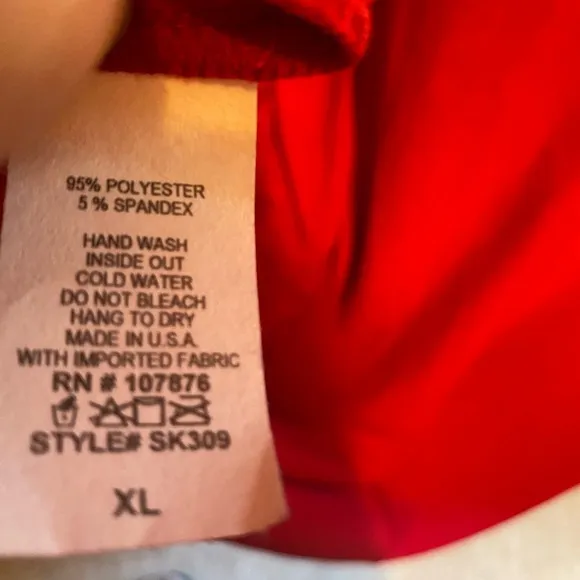 95% POLYESTER
5 % SPANDEX
HAND WASH
INSIDE OUT
COLD WATER
DO NOT BLEACH
HANG TO DRY
MADE IN U.S.A.
WITH IMPORTED FABRIC
RN # 107876
STYLE# SK309
XL